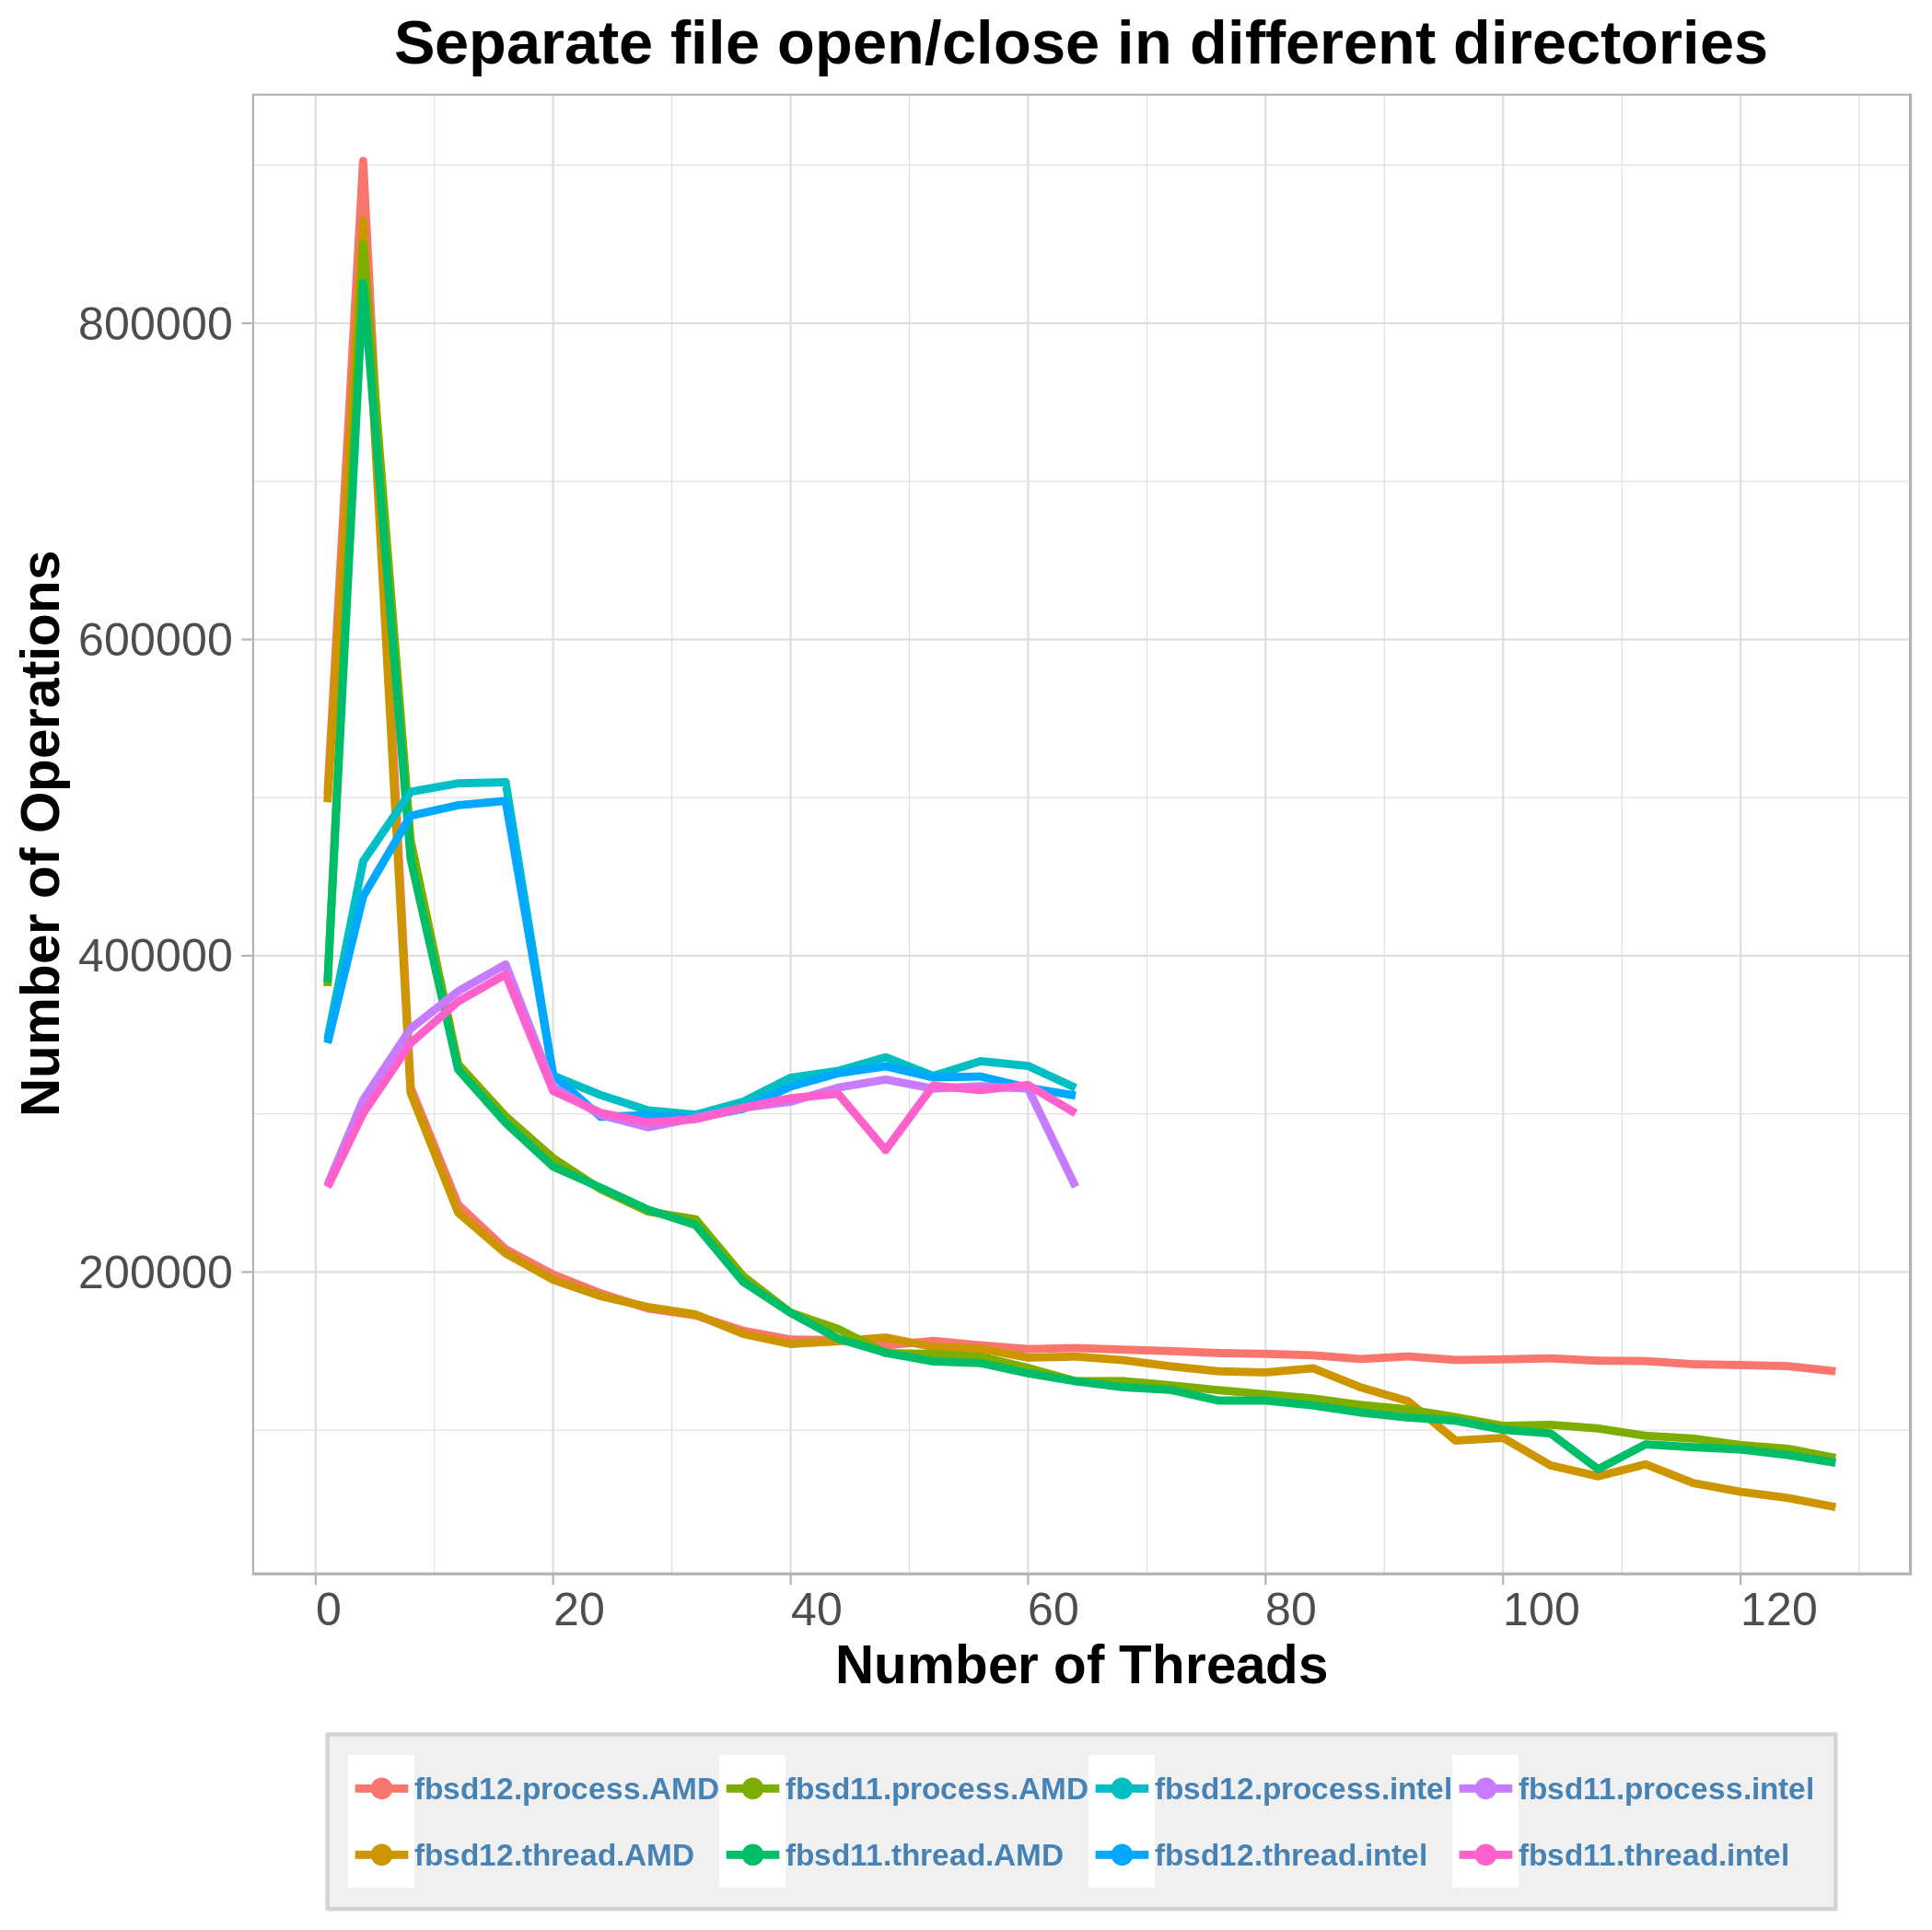 Separate file open/close in different directories
Number of Operations
800000
600000
400000
200000
0 20 40 60 80 100 120
Number of Threads
fbsd12.process.AMD fbsd11.process.AMD fbsd12.process.intel fbsd11.process.intel
fbsd12.thread.AMD fbsd11.thread.AMD fbsd12.thread.intel fbsd11.thread.intel